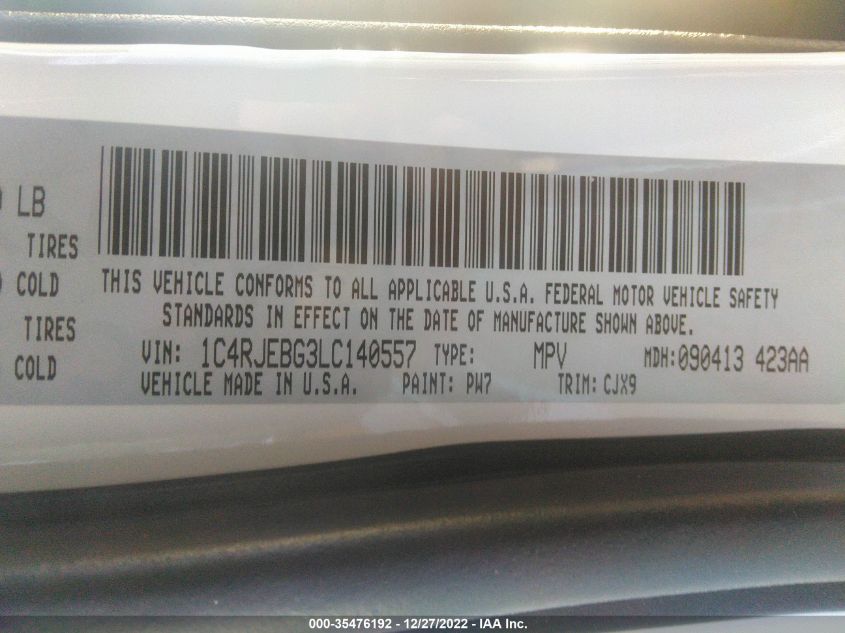 LB
TIRES
COLD
TIRES
COLD
THIS VEHICLE CONFORMS TO ALL APPLICABLE U.S.A. FEDERAL MOTOR VEHICLE SAFETY
STANDARDS IN EFFECT ON THE DATE OF MANUFACTURE SHOWN ABOVE.
VIN: 1C4RJEBG3LC140557 TYPE: MPV MDH:090413 423AA
VEHICLE MADE IN U.S.A. PAINT: PW7 TRIM: CJX9
000-35476192 - 12/27/2022 - © IAA Inc.